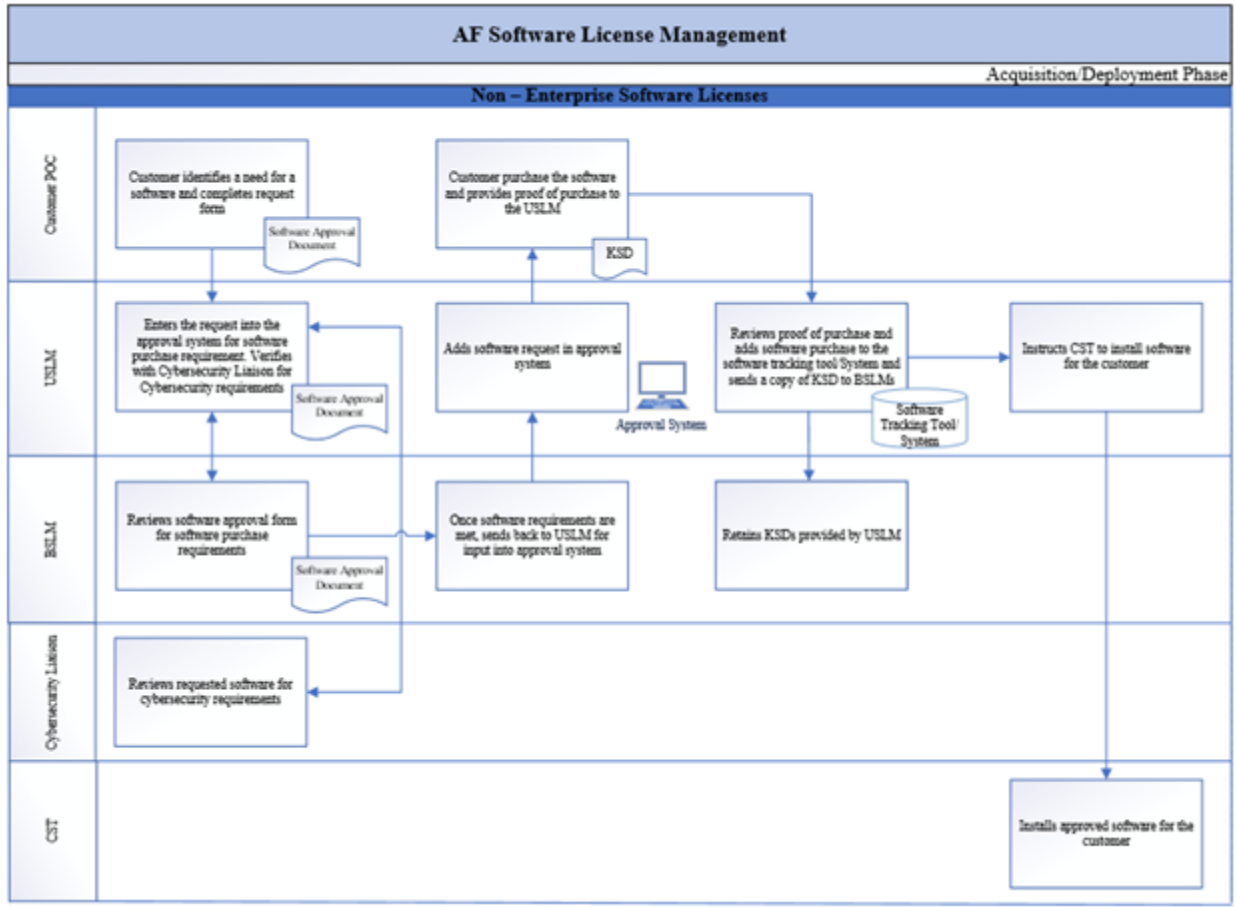 AF Software License Management
Acquisition/Deployment Phase
Non – Enterprise Software Licenses
Customer POC
Customer identifies a need for a
software and completes request
form
Software Approval
Document
Customer purchase the software
and provides proof of purchase to
the USLM
KSD
USLM
Enters the request into the
approval system for software
purchase requirement. Verifies
with Cybersecurity Liaison for
Cybersecurity requirements
Software Approval
Document
Adds software request in approval
system
Approval System
Reviews proof of purchase and
adds software purchase to the
software tracking tool/System and
sends a copy of KSD to BSLMs
Software
Tracking Tool/
System
Instructs CST to install software
for the customer
BSLM
Reviews software approval form
for software purchase
requirements
Software Approval
Document
Once software requirements are
met, sends back to USLM for
input into approval system
Retains KSDs provided by USLM
Cybersecurity Liaison
Reviews requested software for
cybersecurity requirements
CST
Installs approved software for the
customer